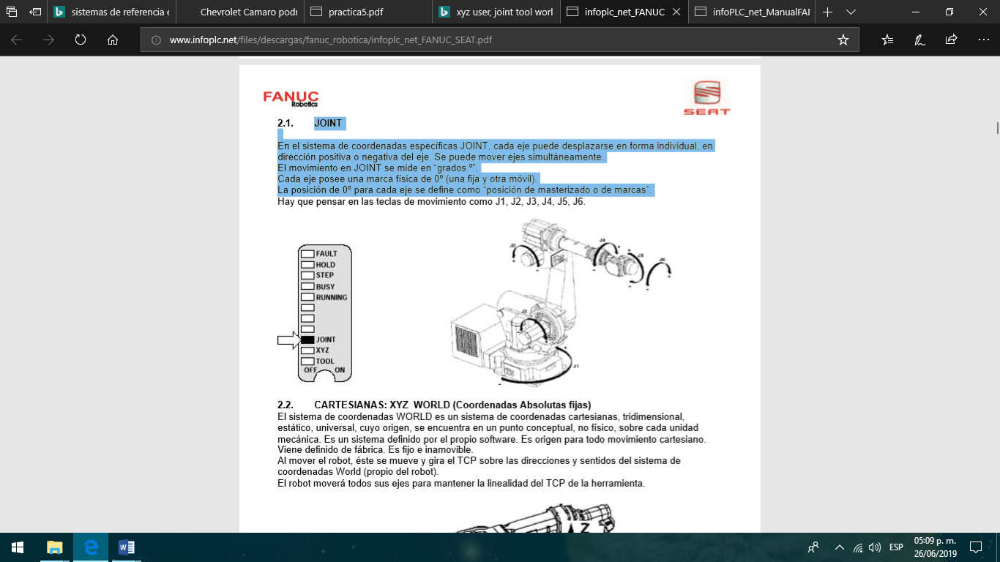 sistemas de referencia e
Chevrolet Camaro podr
practica5.pdf
xyz user, joint tool worl
infoplc_net_FANUC
infoPLC_net_ManualFAI
www.infoplc.net/files/descargas/fanuc_robotica/infoplc_net_FANUC_SEAT.pdf
FANUC
Robotics
SEAT
2.1. JOINT
En el sistema de coordenadas específicas JOINT, cada eje puede desplazarse en forma individual, en
dirección positiva o negativa del eje. Se puede mover ejes simultáneamente.
El movimiento en JOINT se mide en “grados º”.
Cada eje posee una marca física de 0º (una fija y otra móvil).
La posición de 0º para cada eje se define como “posición de masterizado o de marcas”.
Hay que pensar en las teclas de movimiento como J1, J2, J3, J4, J5, J6.
FAULT
HOLD
STEP
BUSY
RUNNING
JOINT
XYZ
TOOL
OFF ON
J3
J4
J5
J6
J2
J1
2.2. CARTESIANAS: XYZ WORLD (Coordenadas Absolutas fijas)
El sistema de coordenadas WORLD es un sistema de coordenadas cartesianas, tridimensional,
estático, universal, cuyo origen, se encuentra en un punto conceptual, no físico, sobre cada unidad
mecánica. Es un sistema definido por el propio software. Es origen para todo movimiento cartesiano.
Viene definido de fábrica. Es fijo e inamovible.
Al mover el robot, éste se mueve y gira el TCP sobre las direcciones y sentidos del sistema de
coordenadas World (propio del robot).
El robot moverá todos sus ejes para mantener la linealidad del TCP de la herramienta.
Z
ESP
05:09 p. m.
26/06/2019